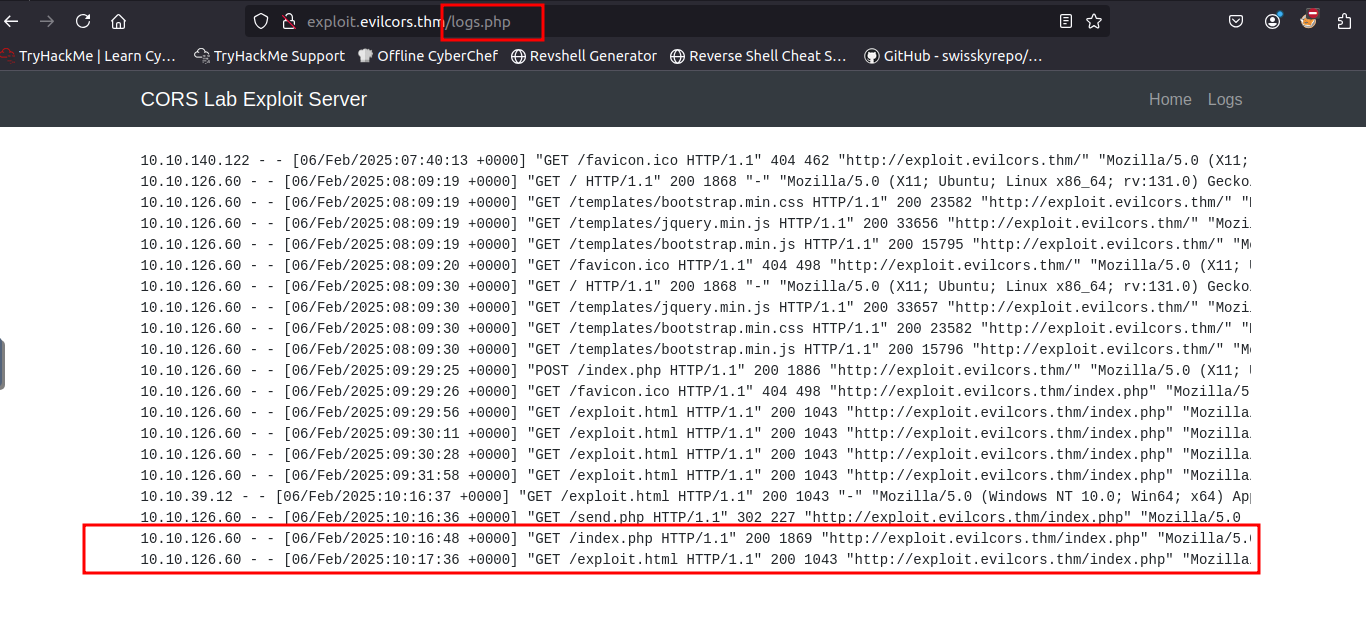 exploit.evilcors.thm/logs.php
TryHackMe | Learn Cy… TryHackMe Support Offline CyberChef Revshell Generator Reverse Shell Cheat S… GitHub - swisskyrepo/…
CORS Lab Exploit Server Home Logs
10.10.140.122 - - [06/Feb/2025:07:40:13 +0000] "GET /favicon.ico HTTP/1.1" 404 462 "http://exploit.evilcors.thm/" "Mozilla/5.0 (X11;
10.10.126.60 - - [06/Feb/2025:08:09:19 +0000] "GET / HTTP/1.1" 200 1868 "-" "Mozilla/5.0 (X11; Ubuntu; Linux x86_64; rv:131.0) Gecko
10.10.126.60 - - [06/Feb/2025:08:09:19 +0000] "GET /templates/bootstrap.min.css HTTP/1.1" 200 23582 "http://exploit.evilcors.thm/" "
10.10.126.60 - - [06/Feb/2025:08:09:19 +0000] "GET /templates/jquery.min.js HTTP/1.1" 200 33656 "http://exploit.evilcors.thm/" "Mozi
10.10.126.60 - - [06/Feb/2025:08:09:19 +0000] "GET /templates/bootstrap.min.js HTTP/1.1" 200 15795 "http://exploit.evilcors.thm/" "M
10.10.126.60 - - [06/Feb/2025:08:09:20 +0000] "GET /favicon.ico HTTP/1.1" 404 498 "http://exploit.evilcors.thm/" "Mozilla/5.0 (X11;
10.10.126.60 - - [06/Feb/2025:08:09:30 +0000] "GET / HTTP/1.1" 200 1868 "-" "Mozilla/5.0 (X11; Ubuntu; Linux x86_64; rv:131.0) Gecko
10.10.126.60 - - [06/Feb/2025:08:09:30 +0000] "GET /templates/jquery.min.js HTTP/1.1" 200 33657 "http://exploit.evilcors.thm/" "Mozi
10.10.126.60 - - [06/Feb/2025:08:09:30 +0000] "GET /templates/bootstrap.min.css HTTP/1.1" 200 23582 "http://exploit.evilcors.thm/" "
10.10.126.60 - - [06/Feb/2025:08:09:30 +0000] "GET /templates/bootstrap.min.js HTTP/1.1" 200 15796 "http://exploit.evilcors.thm/" "M
10.10.126.60 - - [06/Feb/2025:09:29:25 +0000] "POST /index.php HTTP/1.1" 200 1886 "http://exploit.evilcors.thm/" "Mozilla/5.0 (X11;
10.10.126.60 - - [06/Feb/2025:09:29:26 +0000] "GET /favicon.ico HTTP/1.1" 404 498 "http://exploit.evilcors.thm/index.php" "Mozilla/5
10.10.126.60 - - [06/Feb/2025:09:29:56 +0000] "GET /exploit.html HTTP/1.1" 200 1043 "http://exploit.evilcors.thm/index.php" "Mozilla
10.10.126.60 - - [06/Feb/2025:09:30:11 +0000] "GET /exploit.html HTTP/1.1" 200 1043 "http://exploit.evilcors.thm/index.php" "Mozilla
10.10.126.60 - - [06/Feb/2025:09:30:28 +0000] "GET /exploit.html HTTP/1.1" 200 1043 "http://exploit.evilcors.thm/index.php" "Mozilla
10.10.126.60 - - [06/Feb/2025:09:31:58 +0000] "GET /exploit.html HTTP/1.1" 200 1043 "http://exploit.evilcors.thm/index.php" "Mozilla
10.10.39.12 - - [06/Feb/2025:10:16:37 +0000] "GET /exploit.html HTTP/1.1" 200 1043 "-" "Mozilla/5.0 (Windows NT 10.0; Win64; x64) Ap
10.10.126.60 - - [06/Feb/2025:10:16:36 +0000] "GET /send.php HTTP/1.1" 302 227 "http://exploit.evilcors.thm/index.php" "Mozilla/5.0
10.10.126.60 - - [06/Feb/2025:10:16:48 +0000] "GET /index.php HTTP/1.1" 200 1869 "http://exploit.evilcors.thm/index.php" "Mozilla/5.
10.10.126.60 - - [06/Feb/2025:10:17:36 +0000] "GET /exploit.html HTTP/1.1" 200 1043 "http://exploit.evilcors.thm/index.php" "Mozilla